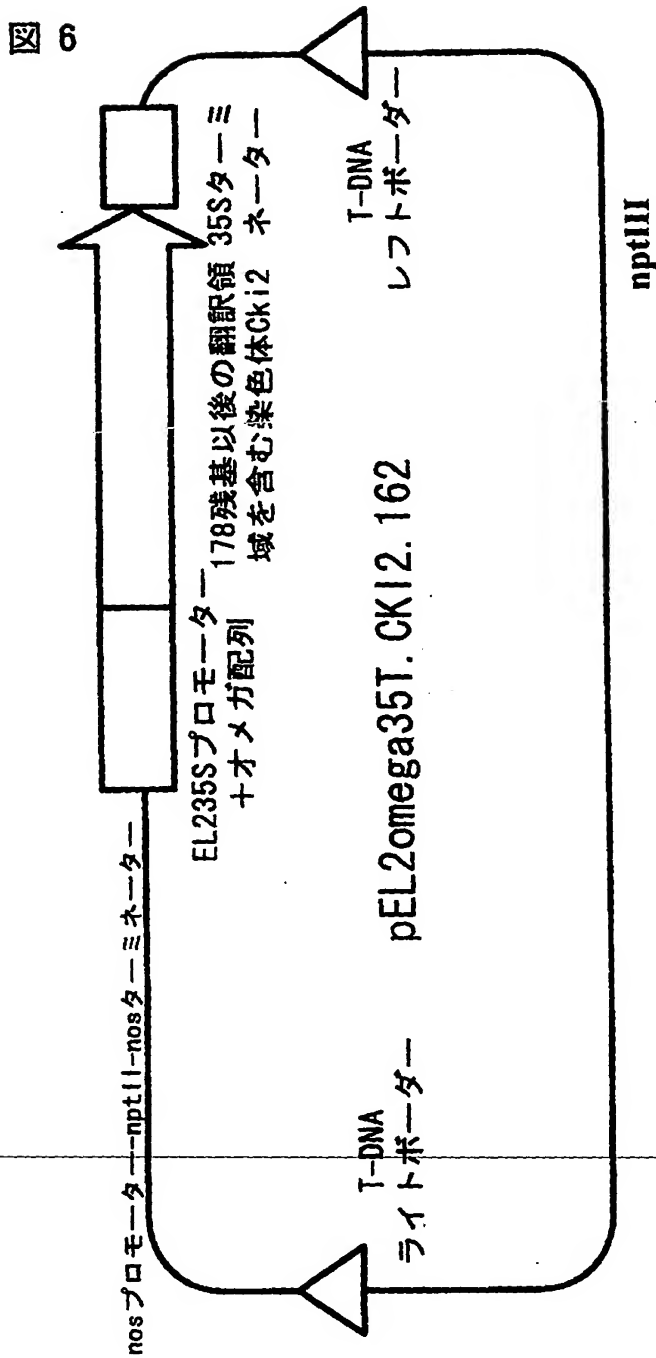 図 6
nosプロモーター--nptII-nosターミネーター
EL235Sプロモーター
+オメガ配列
178残基以後の翻訳領
域を含む染色体Cki2
35Sターミ
ネーター
T-DNA
ライトボーダー
pEL2omega35T. CKI2. 162
T-DNA
レフトボーダー
nptIII